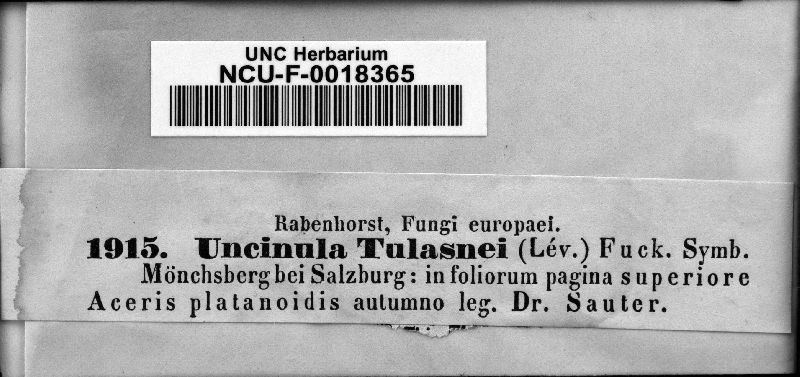 UNC Herbarium
NCU-F-0018365
Rabenhorst, Fungi europaei.
1915. Uncinula Tulasnei (Lév.) Fuck. Symb.
Mönchsberg bei Salzburg: in foliorum pagina superiore
Aceris platanoidis autumno leg. Dr. Sauter.